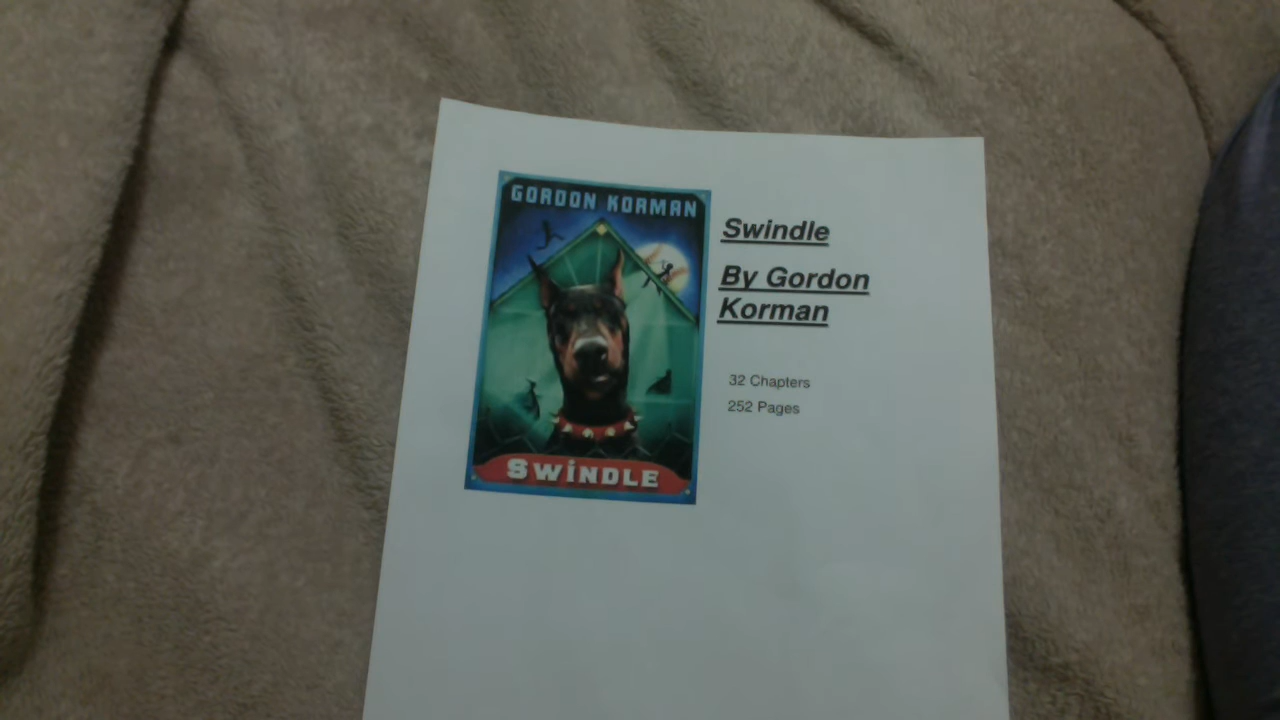 GORDON KORMAN
SWiNDLE
Swindle
By Gordon
Korman
32 Chapters
252 Pages